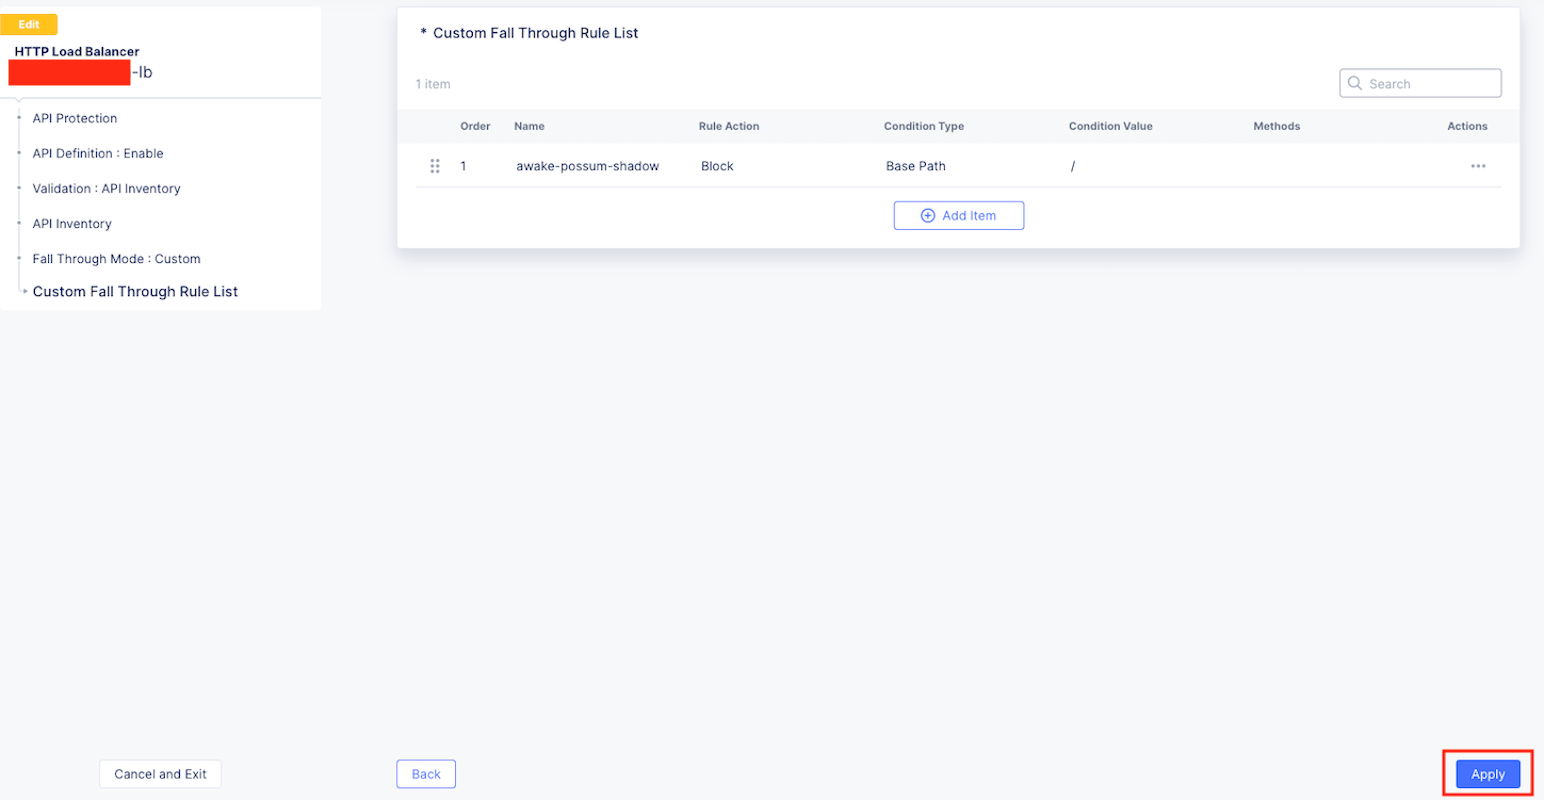 Edit
HTTP Load Balancer
-lb
API Protection
API Definition : Enable
Validation : API Inventory
API Inventory
Fall Through Mode : Custom
Custom Fall Through Rule List
* Custom Fall Through Rule List
1 item
Search
Order Name Rule Action Condition Type Condition Value Methods Actions
1 awake-possum-shadow Block Base Path /
Add Item
Cancel and Exit
Back
Apply